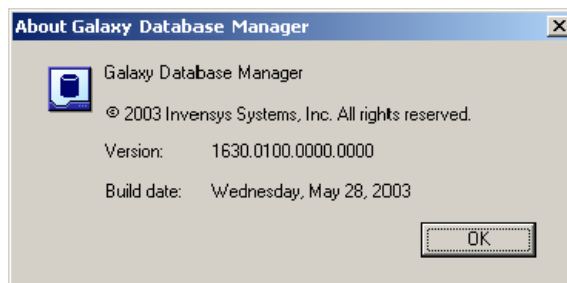 About Galaxy Database Manager
Galaxy Database Manager
© 2003 Invensys Systems, Inc. All rights reserved.
Version: 1630.0100.0000.0000
Build date: Wednesday, May 28, 2003
OK